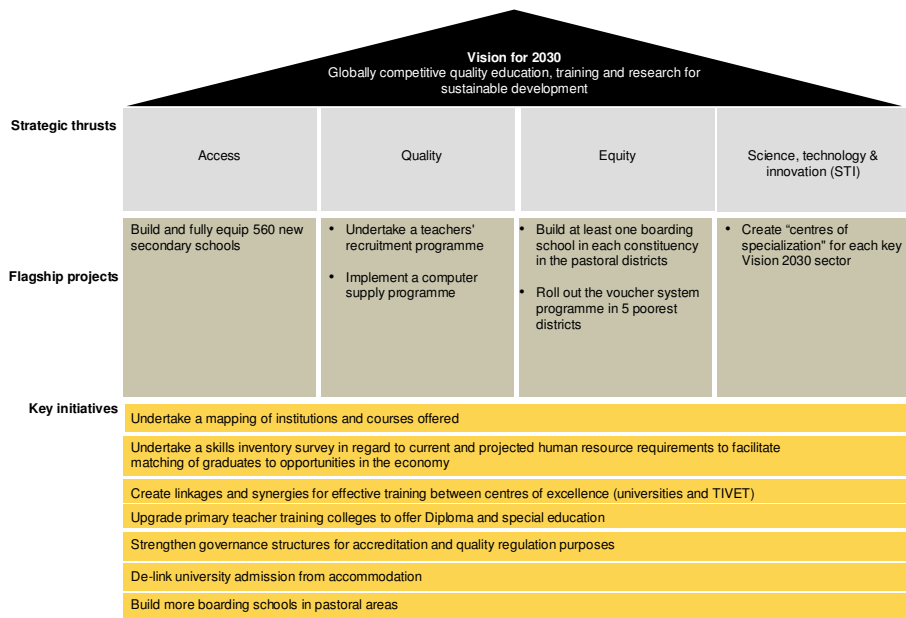 Vision for 2030
Globally competitive quality education, training and research for
sustainable development
Strategic thrusts
Access
Quality
Equity
Science, technology &
innovation (STI)
Flagship projects
Build and fully equip 560 new
secondary schools
• Undertake a teachers'
recruitment programme
• Implement a computer
supply programme
• Build at least one boarding
school in each constituency
in the pastoral districts
• Roll out the voucher system
programme in 5 poorest
districts
• Create “centres of
specialization" for each key
Vision 2030 sector
Key initiatives
Undertake a mapping of institutions and courses offered
Undertake a skills inventory survey in regard to current and projected human resource requirements to facilitate
matching of graduates to opportunities in the economy
Create linkages and synergies for effective training between centres of excellence (universities and TIVET)
Upgrade primary teacher training colleges to offer Diploma and special education
Strengthen governance structures for accreditation and quality regulation purposes
De-link university admission from accommodation
Build more boarding schools in pastoral areas